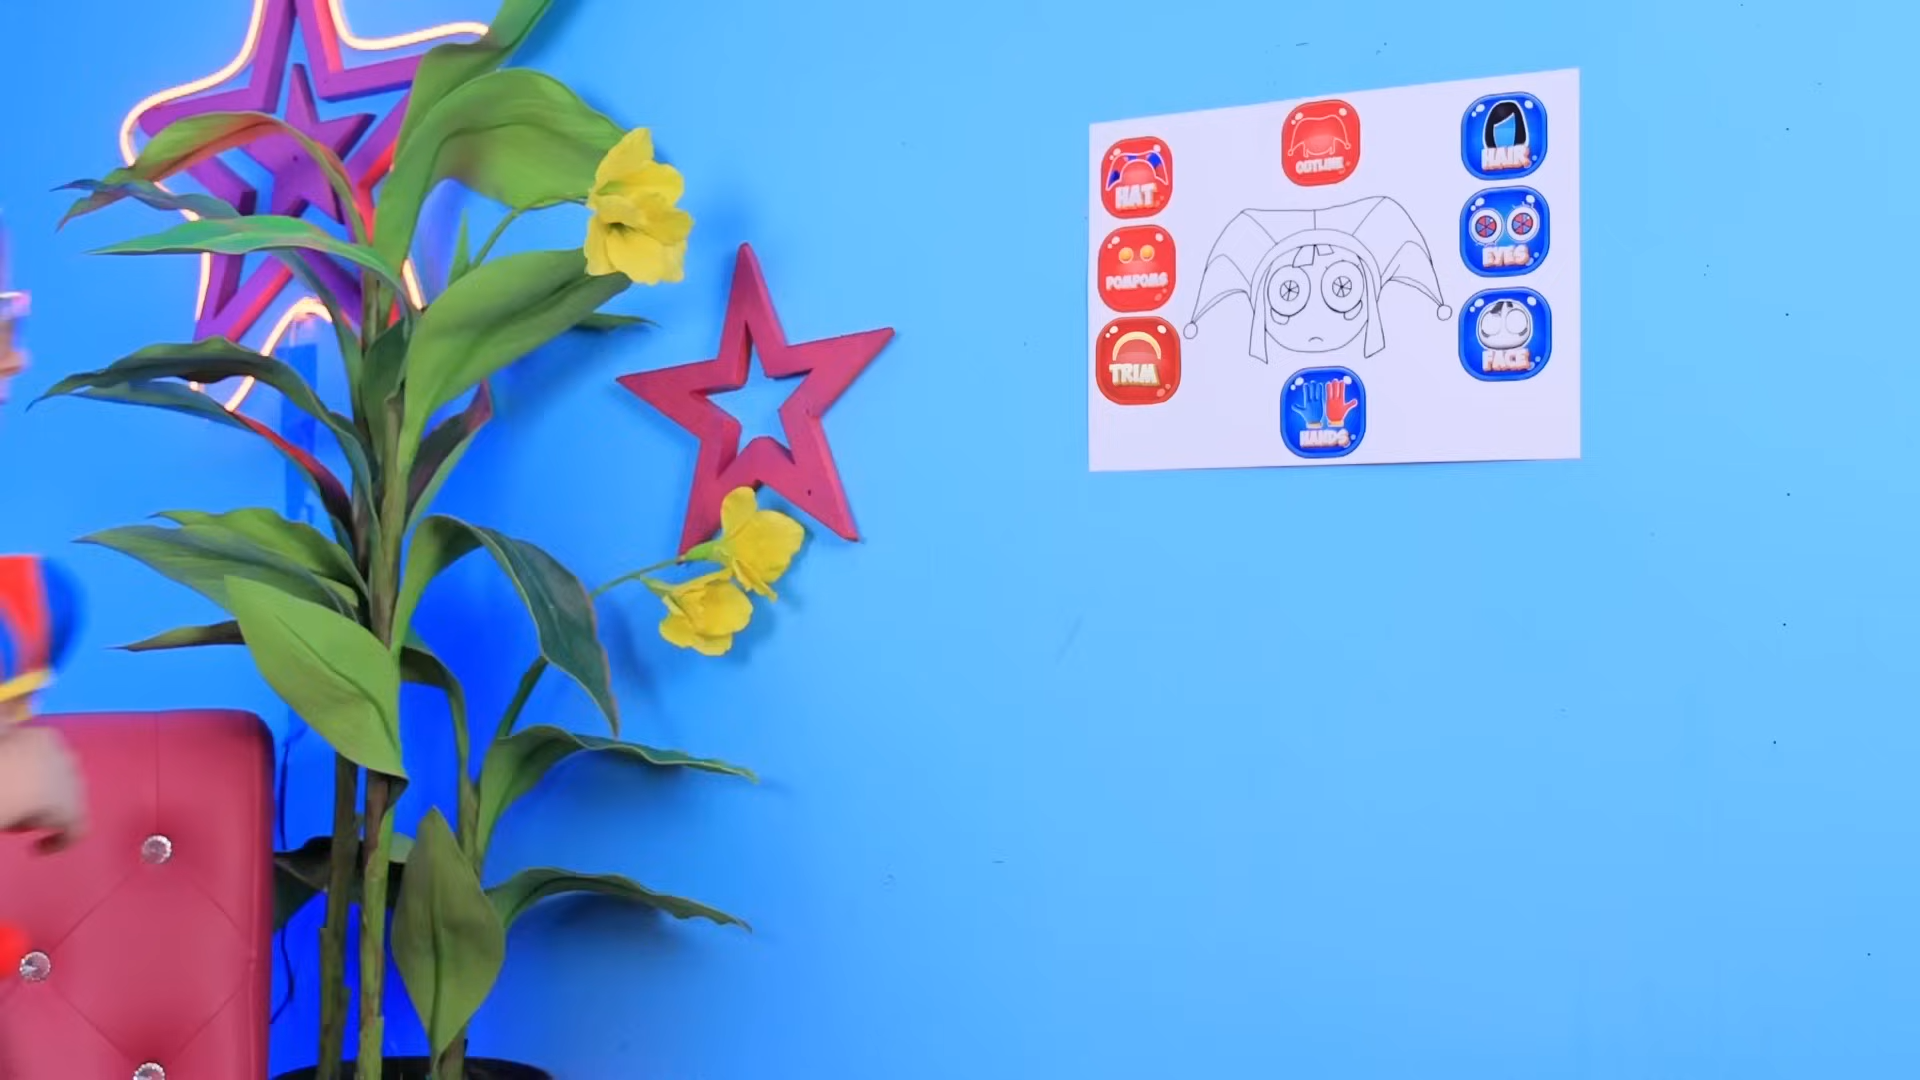 OUTLINE
HAIR
HAT
EYES
POMPOMS
FACE
TRIM
HANDS